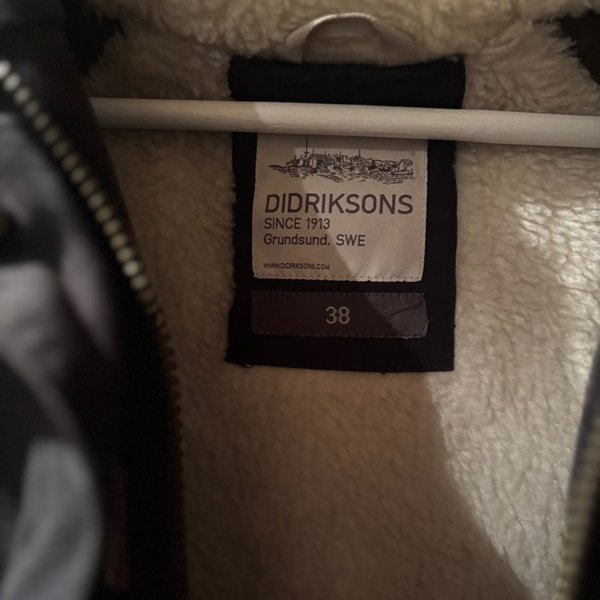 DIDRIKSONS
SINCE 1913
Grundsund. SWE
WWW.DIDRIKSONS.COM
38